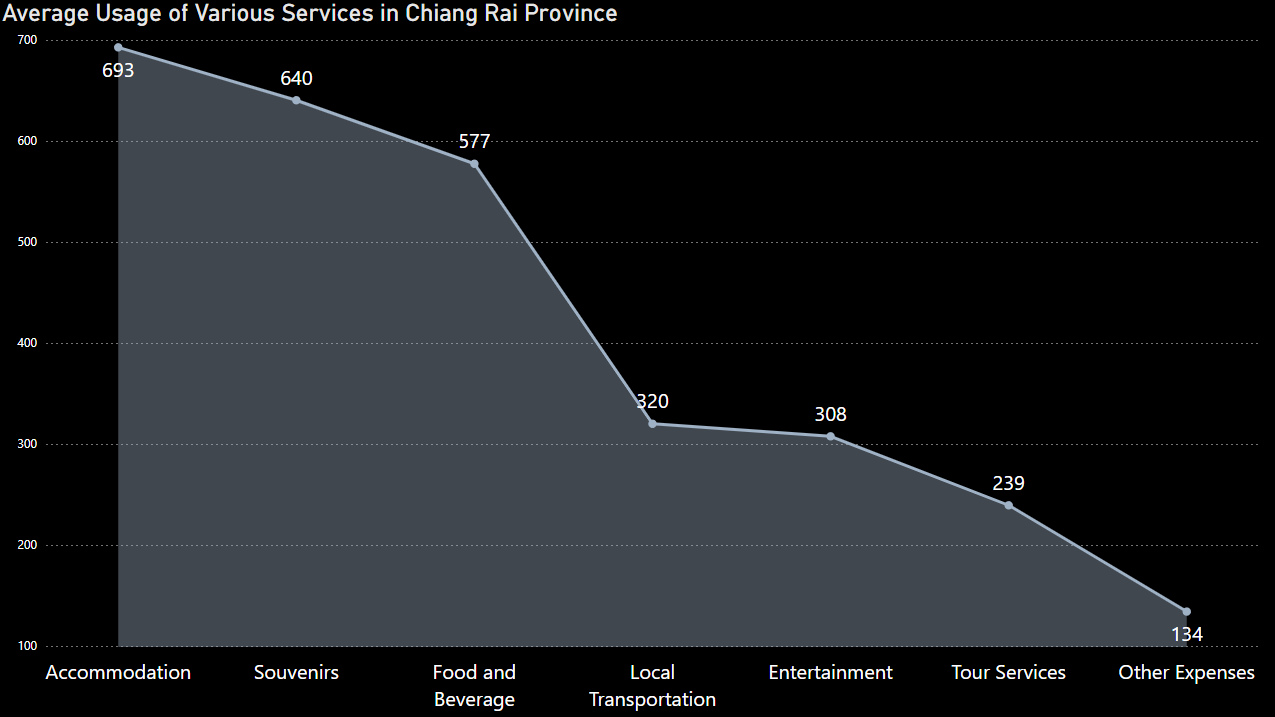 Average Usage of Various Services in Chiang Rai Province
700
693
640
600
577
500
400
320
308
300
239
200
134
100
Accommodation
Souvenirs
Food and
Beverage
Local
Transportation
Entertainment
Tour Services
Other Expenses